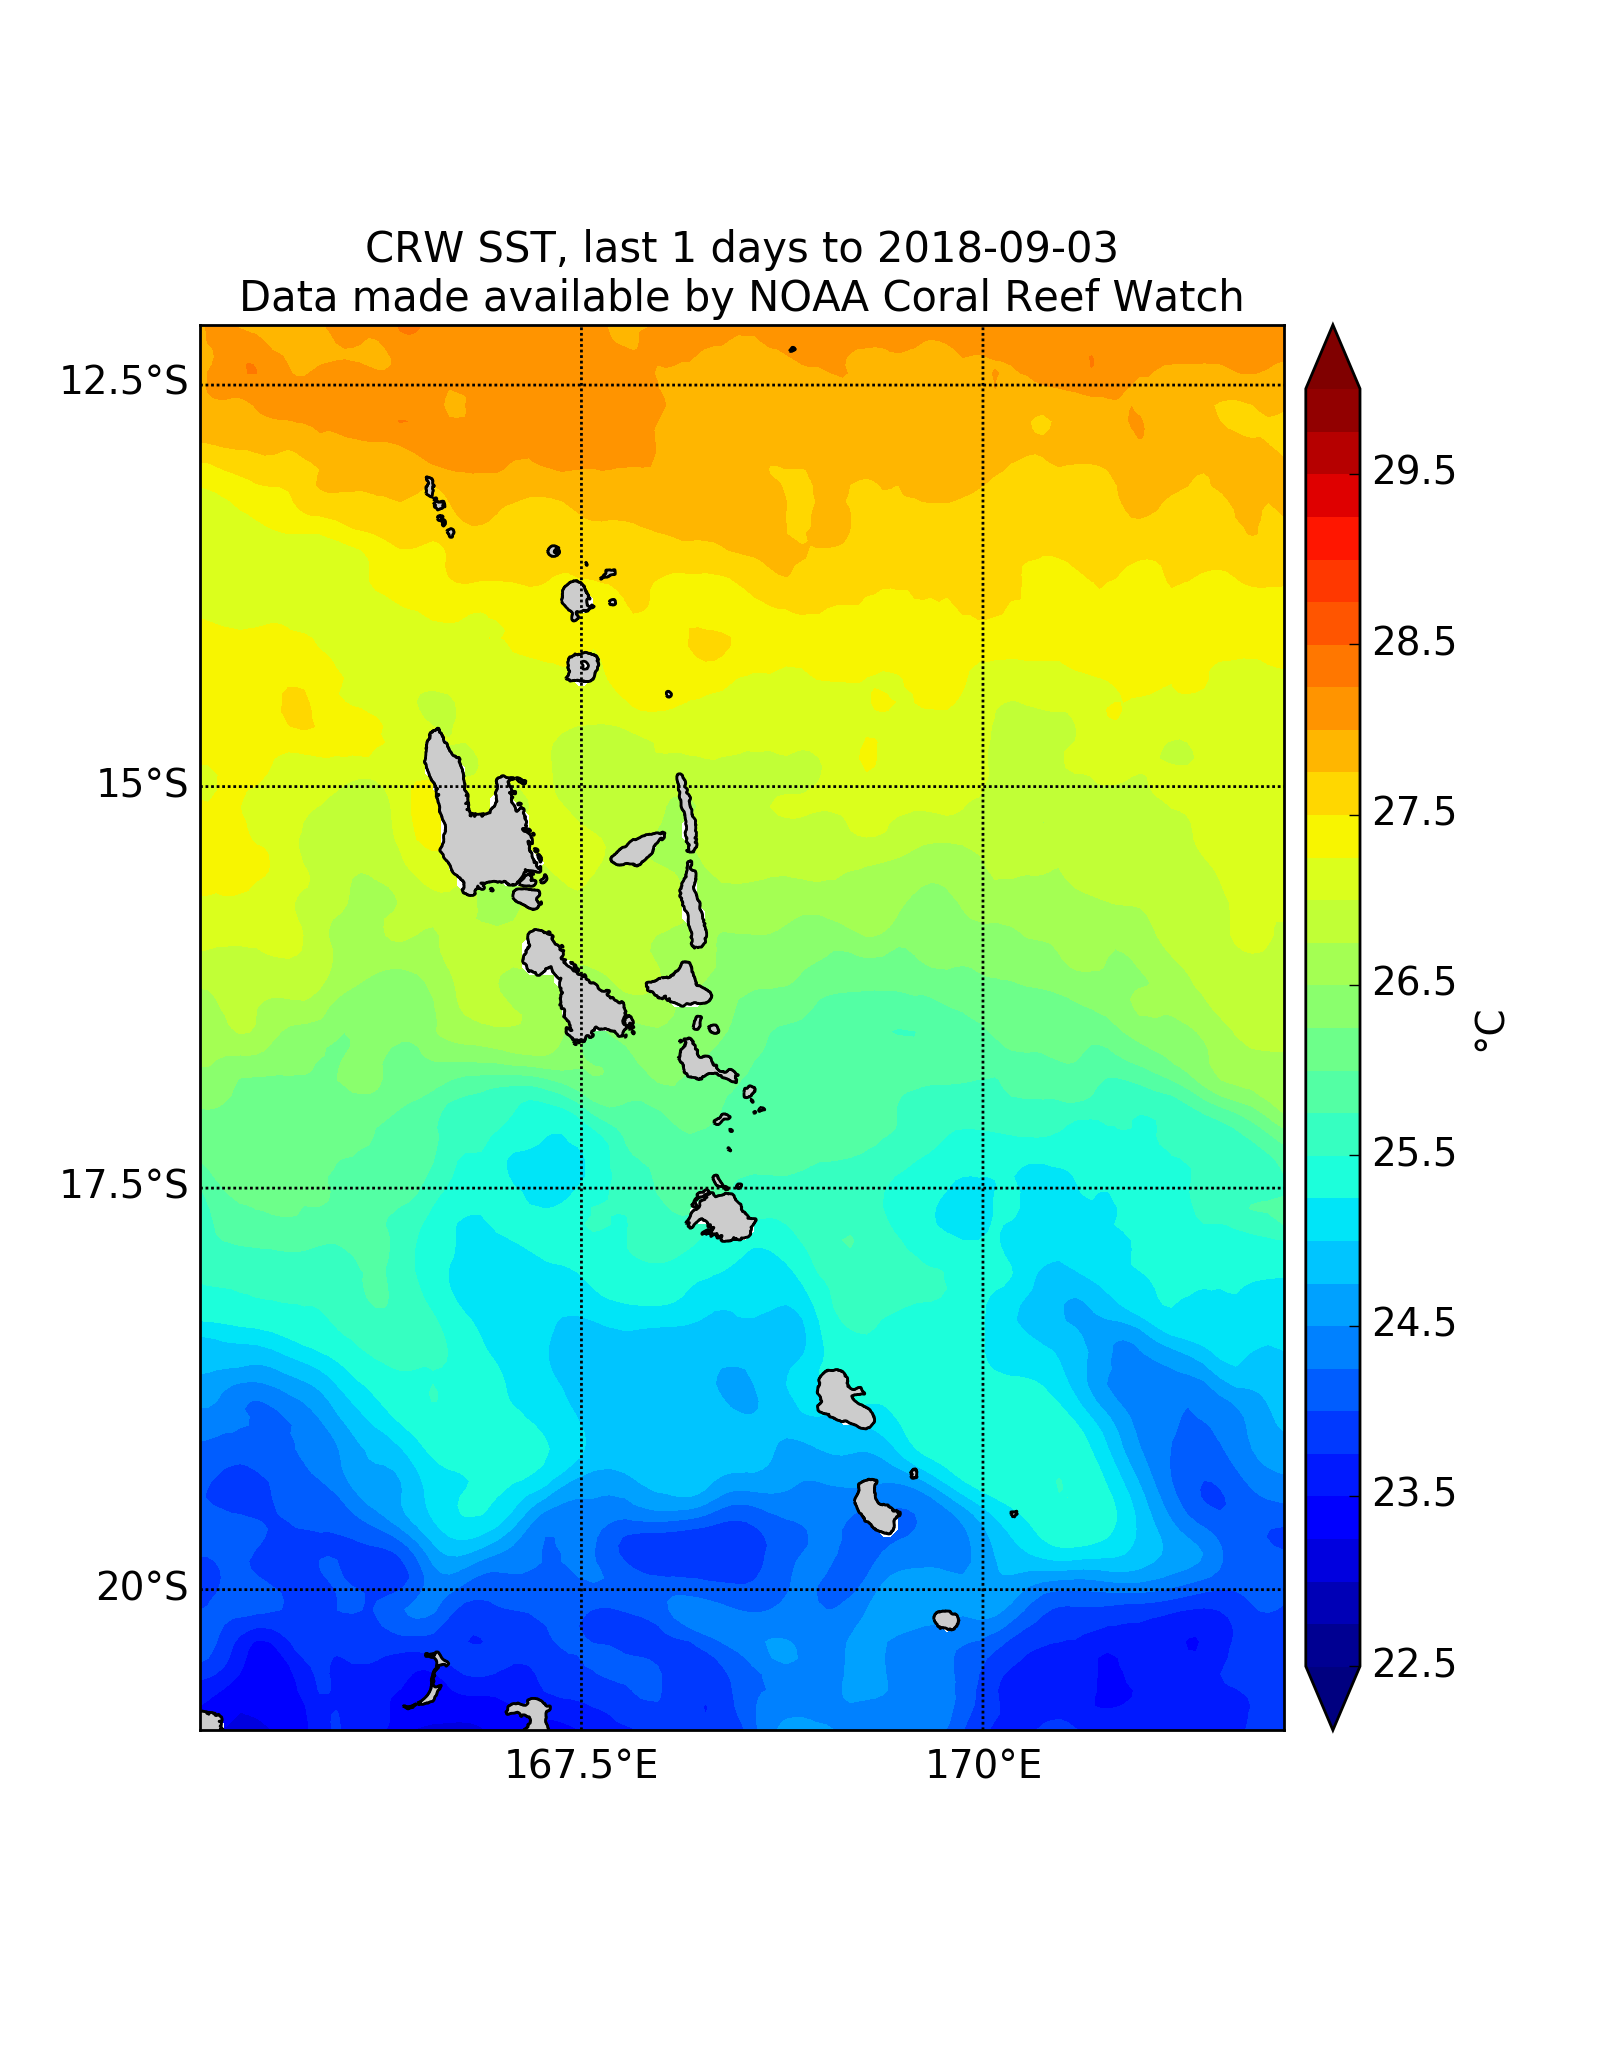 CRW SST, last 1 days to 2018-09-03
Data made available by NOAA Coral Reef Watch
12.5°S
15°S
17.5°S
20°S
167.5°E
170°E
29.5
28.5
27.5
26.5
25.5
24.5
23.5
22.5
°C